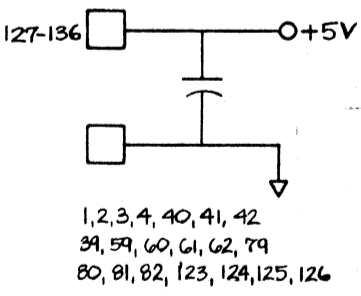 127-136
+5V
1,2,3,4, 40, 41, 42
39, 59, 60, 61, 62, 79
80, 81, 82, 123, 124, 125, 126